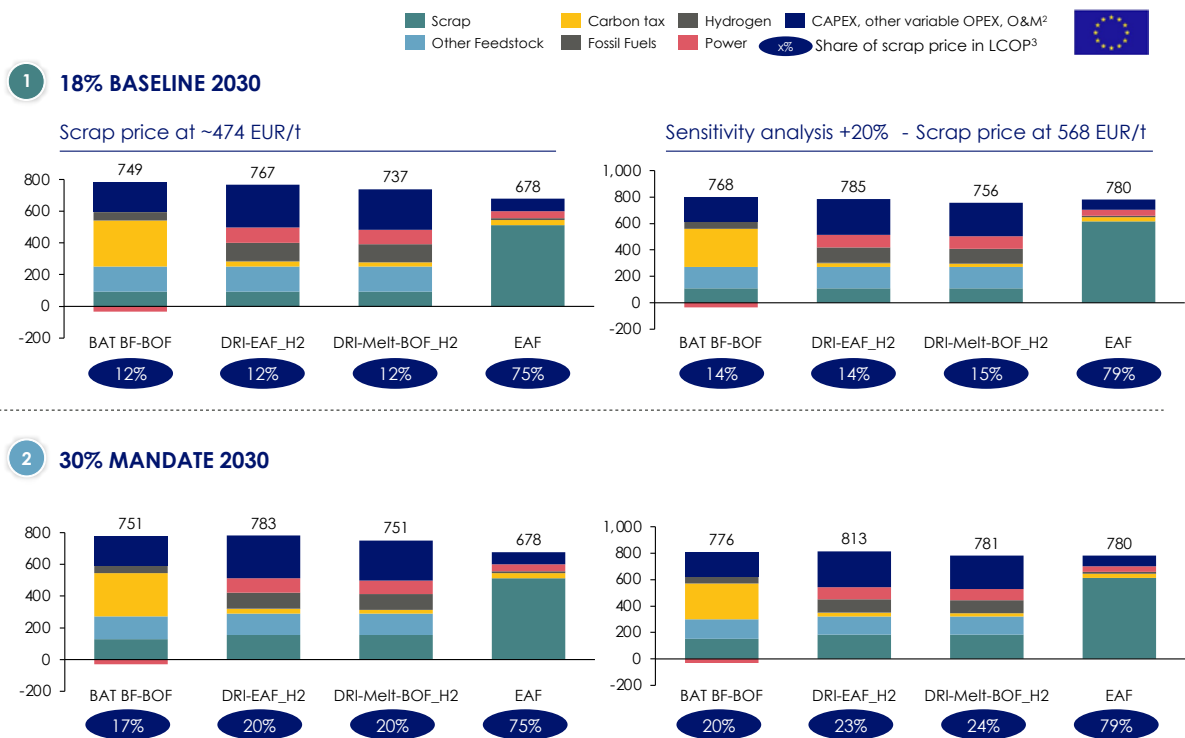 Scrap Carbon tax Hydrogen CAPEX, other variable OPEX, O&M²
Other Feedstock Fossil Fuels Power x% Share of scrap price in LCOP³
1 18% BASELINE 2030
Scrap price at ~474 EUR/t
749 767 737 678
800
600
400
200
0
-200
BAT BF-BOF DRI-EAF_H2 DRI-Melt-BOF_H2 EAF
12% 12% 12% 75%
Sensitivity analysis +20% - Scrap price at 568 EUR/t
768 785 756 780
1,000
800
600
400
200
0
-200
BAT BF-BOF DRI-EAF_H2 DRI-Melt-BOF_H2 EAF
14% 14% 15% 79%
2 30% MANDATE 2030
751 783 751 678
800
600
400
200
0
-200
BAT BF-BOF DRI-EAF_H2 DRI-Melt-BOF_H2 EAF
17% 20% 20% 75%
776 813 781 780
1,000
800
600
400
200
0
-200
BAT BF-BOF DRI-EAF_H2 DRI-Melt-BOF_H2 EAF
20% 23% 24% 79%